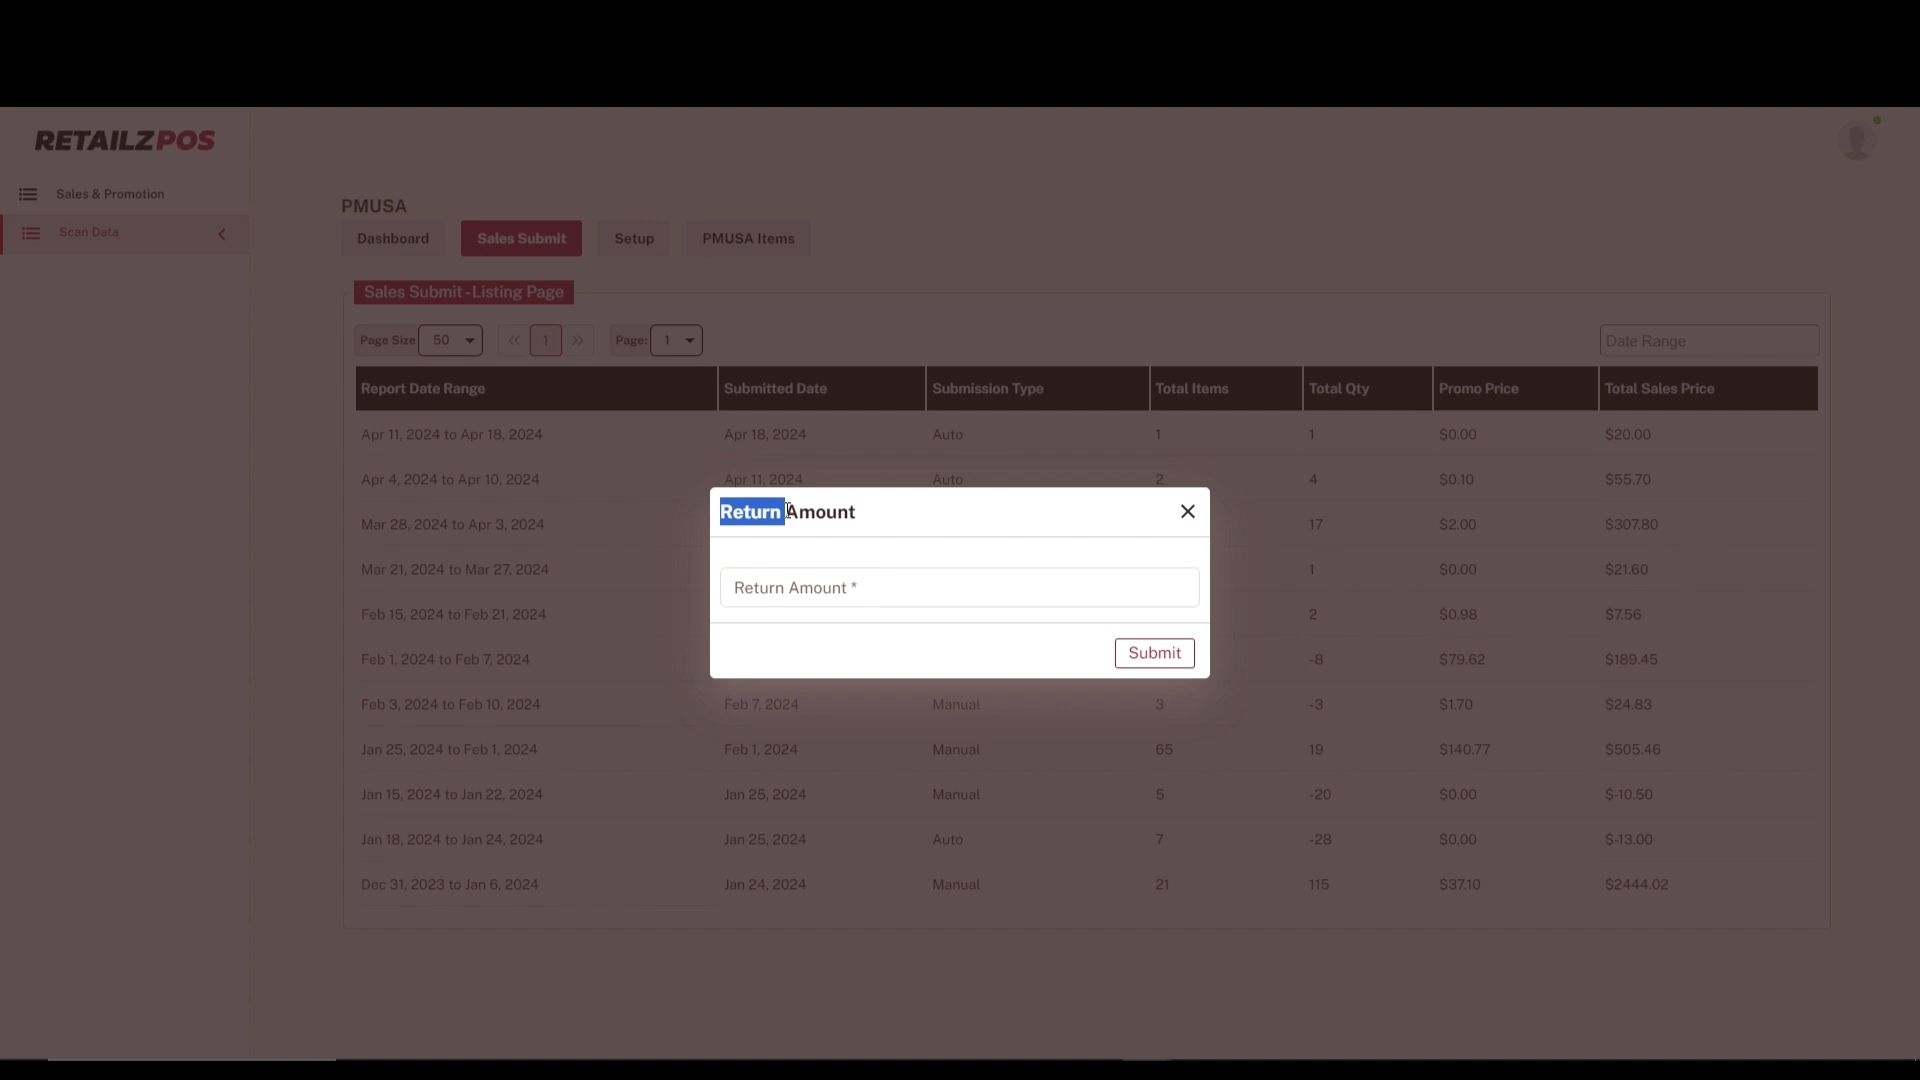 RETAILZPOS
Sales & Promotion
Scan Data
PMUSA
Dashboard Sales Submit Setup PMUSA Items
Sales Submit - Listing Page
Page Size 50 « 1 » Page: 1 Date Range
Report Date Range Submitted Date Submission Type Total Items Total Qty Promo Price Total Sales Price
Apr 11, 2024 to Apr 18, 2024 Apr 18, 2024 Auto 1 1 $0.00 $20.00
Apr 4, 2024 to Apr 10, 2024 Apr 11, 2024 Auto 2 4 $0.10 $55.70
Mar 28, 2024 to Apr 3, 2024 17 $2.00 $307.80
Mar 21, 2024 to Mar 27, 2024 1 $0.00 $21.60
Feb 15, 2024 to Feb 21, 2024 2 $0.98 $7.56
Feb 1, 2024 to Feb 7, 2024 -8 $79.62 $189.45
Feb 3, 2024 to Feb 10, 2024 Feb 7, 2024 Manual 3 -3 $1.70 $24.83
Jan 25, 2024 to Feb 1, 2024 Feb 1, 2024 Manual 65 19 $140.77 $505.46
Jan 15, 2024 to Jan 22, 2024 Jan 25, 2024 Manual 5 -20 $0.00 $-10.50
Jan 18, 2024 to Jan 24, 2024 Jan 25, 2024 Auto 7 -28 $0.00 $-13.00
Dec 31, 2023 to Jan 6, 2024 Jan 24, 2024 Manual 21 115 $37.10 $2444.02
Return Amount
Return Amount *
Submit